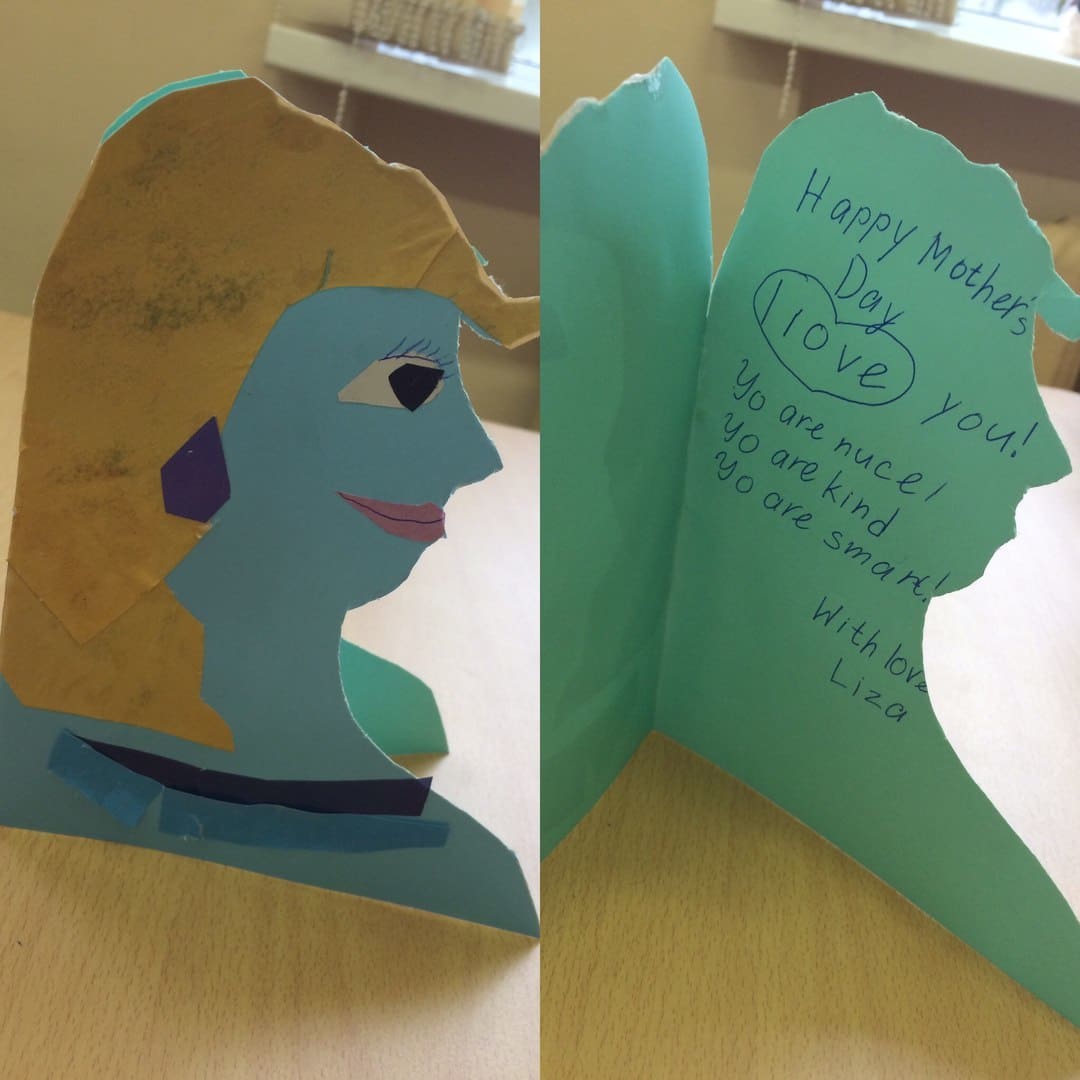 Happy Mother's
Day
I love you!
Yo are nuce!
Yo are kind
Yo are smart!
With love
Liza